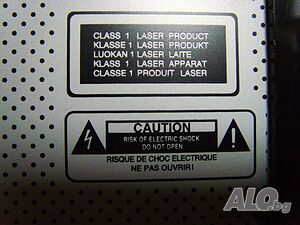 CLASS 1 LASER PRODUCT
KLASSE 1 LASER PRODUKT
LUOKAN 1 LASER LAITE
KLASS 1 LASER APPARAT
CLASSE 1 PRODUIT LASER
CAUTION
RISK OF ELECTRIC SHOCK
DO NOT OPEN
RISQUE DE CHOC ELECTRIQUE
NE PAS OUVRIR!
ALO.bg